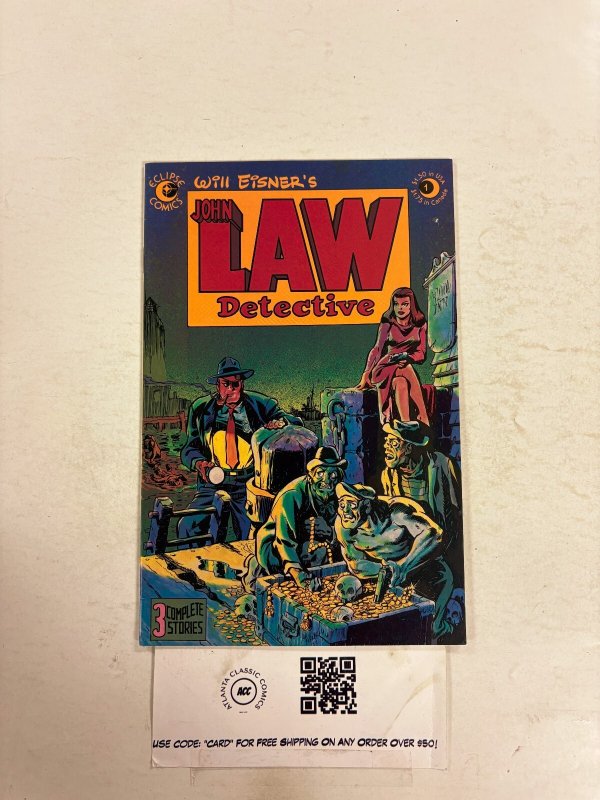 ECLIPSE
COMICS
WILL EISNER'S
1
$1.50 in USA
$1.75 in Canada
JOHN
LAW
Detective
3 COMPLETE
STORIES
ATLANTA CLASSIC COMICS
ACC
USE CODE: "CARD" FOR FREE SHIPPING ON ANY ORDER OVER $50!